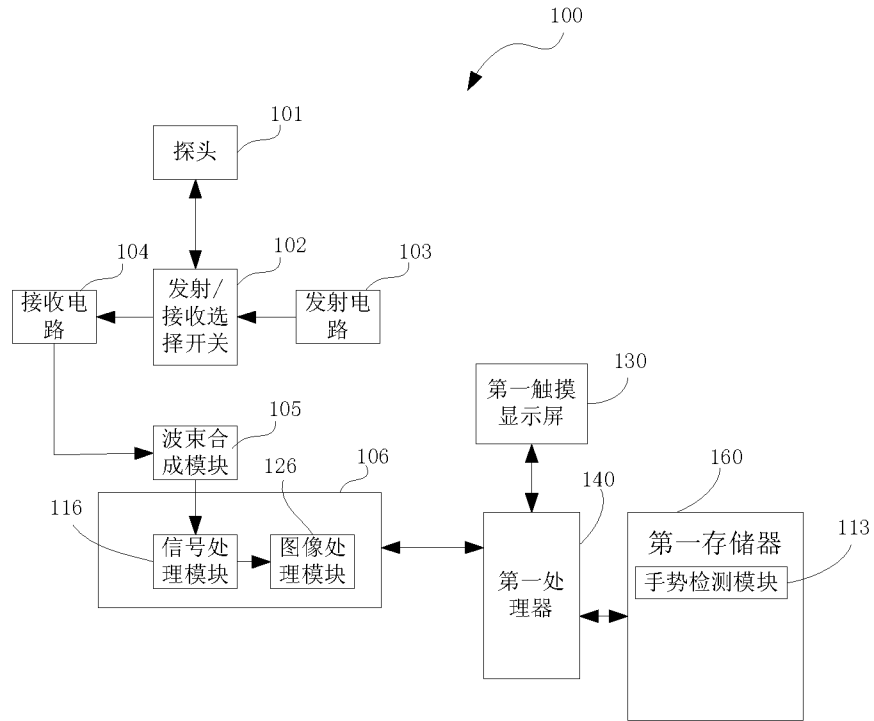 100
101
探头
102
103
104
发射/
接收选
择开关
发射电
路
接收电
路
130
第一触摸
显示屏
105
波束合
成模块
106
126
116
信号处
理模块
图像处
理模块
140
160
第一处
理器
第一存储器
113
手势检测模块